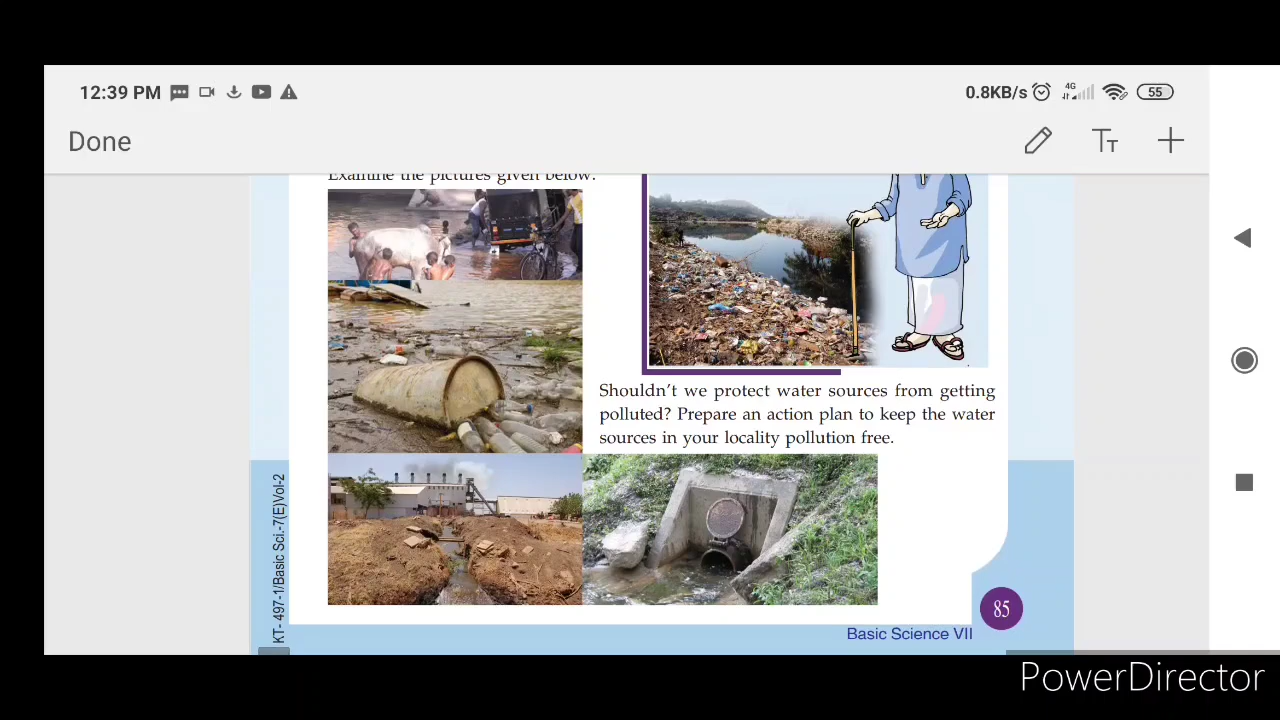 12:39 PM
0.8KB/s 4G 55
Done
TT
Examine the pictures given below.
Shouldn't we protect water sources from getting
polluted? Prepare an action plan to keep the water
sources in your locality pollution free.
KT- 497-1/Basic Sci.-7(E)Vol-2
85
Basic Science VII
PowerDirector